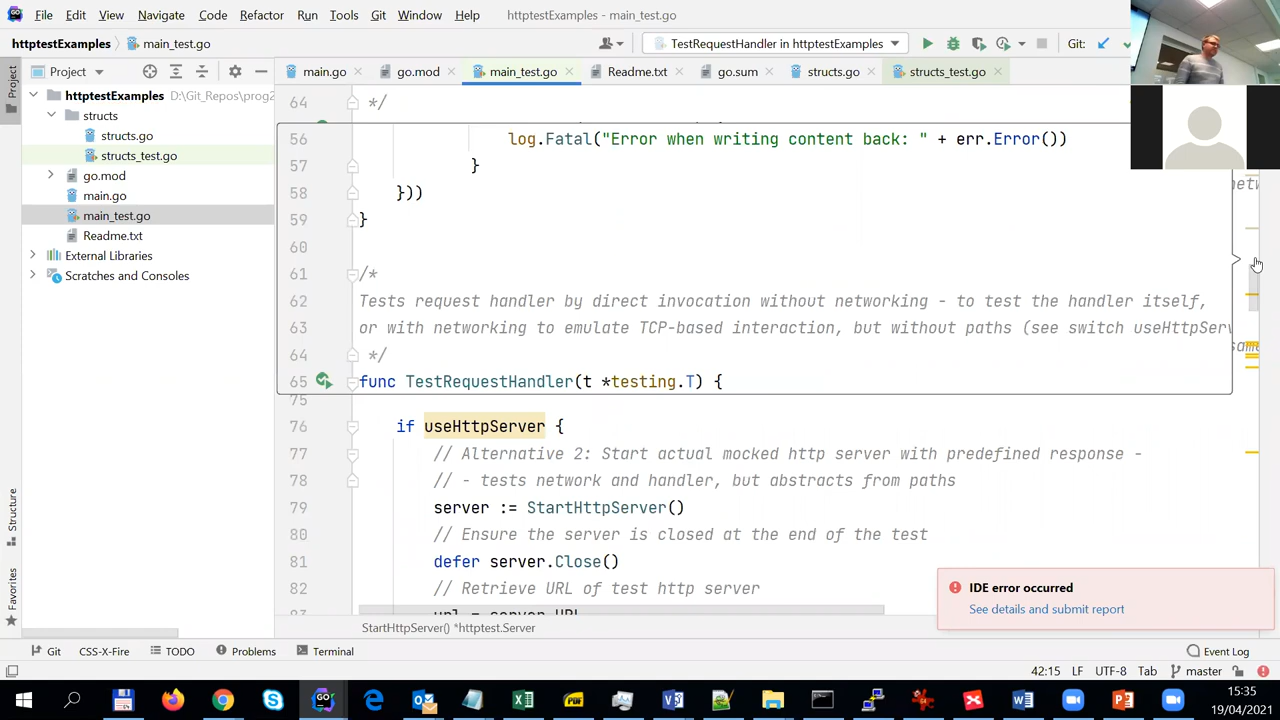 File Edit View Navigate Code Refactor Run Tools Git Window Help httptestExamples - main_test.go
httptestExamples main_test.go TestRequestHandler in httptestExamples Git:
Project main.go go.mod main_test.go Readme.txt go.sum structs.go structs_test.go
Project
httptestExamples D:\Git_Repos\prog2
structs
structs.go
structs_test.go
go.mod
main.go
main_test.go
Readme.txt
External Libraries
Scratches and Consoles
Structure
Favorites
64 */
56 log.Fatal("Error when writing content back: " + err.Error())
57 }
58 }))
59 }
60
61 /*
62 Tests request handler by direct invocation without networking - to test the handler itself,
63 or with networking to emulate TCP-based interaction, but without paths (see switch useHttpServ
64 */
65 func TestRequestHandler(t *testing.T) {
75
76 if useHttpServer {
77 // Alternative 2: Start actual mocked http server with predefined response -
78 // - tests network and handler, but abstracts from paths
79 server := StartHttpServer()
80 // Ensure the server is closed at the end of the test
81 defer server.Close()
82 // Retrieve URL of test http server
83 url = server.URL
StartHttpServer() *httptest.Server
IDE error occurred
See details and submit report
Git CSS-X-Fire TODO Problems Terminal Event Log
42:15 LF UTF-8 Tab master
15:35
19/04/2021